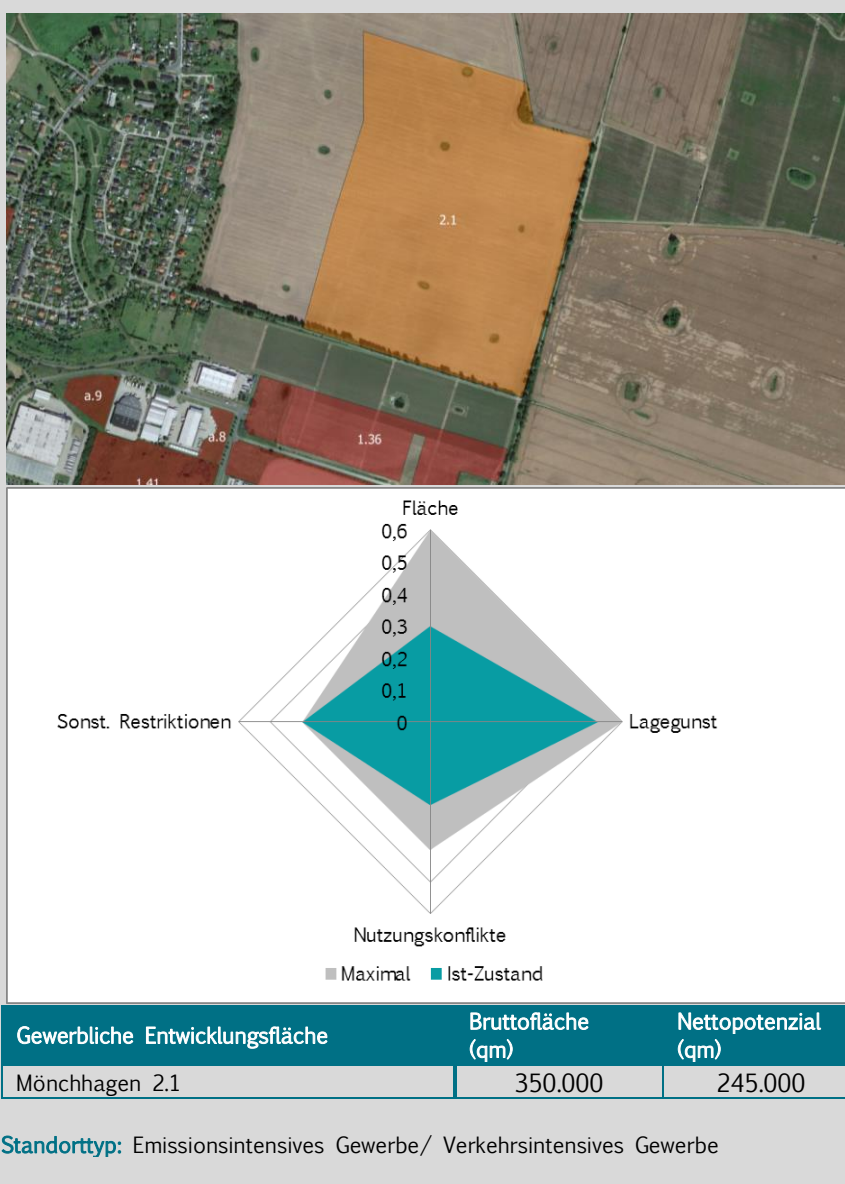 2.1
a.9
a.8
1.36
1.41
Fläche
0,6
0,5
0,4
0,3
0,2
0,1
0
Sonst. Restriktionen
Lagegunst
Nutzungskonflikte
Maximal Ist-Zustand
Gewerbliche Entwicklungsfläche Bruttofläche (qm) Nettopotenzial (qm)
Mönchhagen 2.1 350.000 245.000
Standorttyp: Emissionsintensives Gewerbe/ Verkehrsintensives Gewerbe